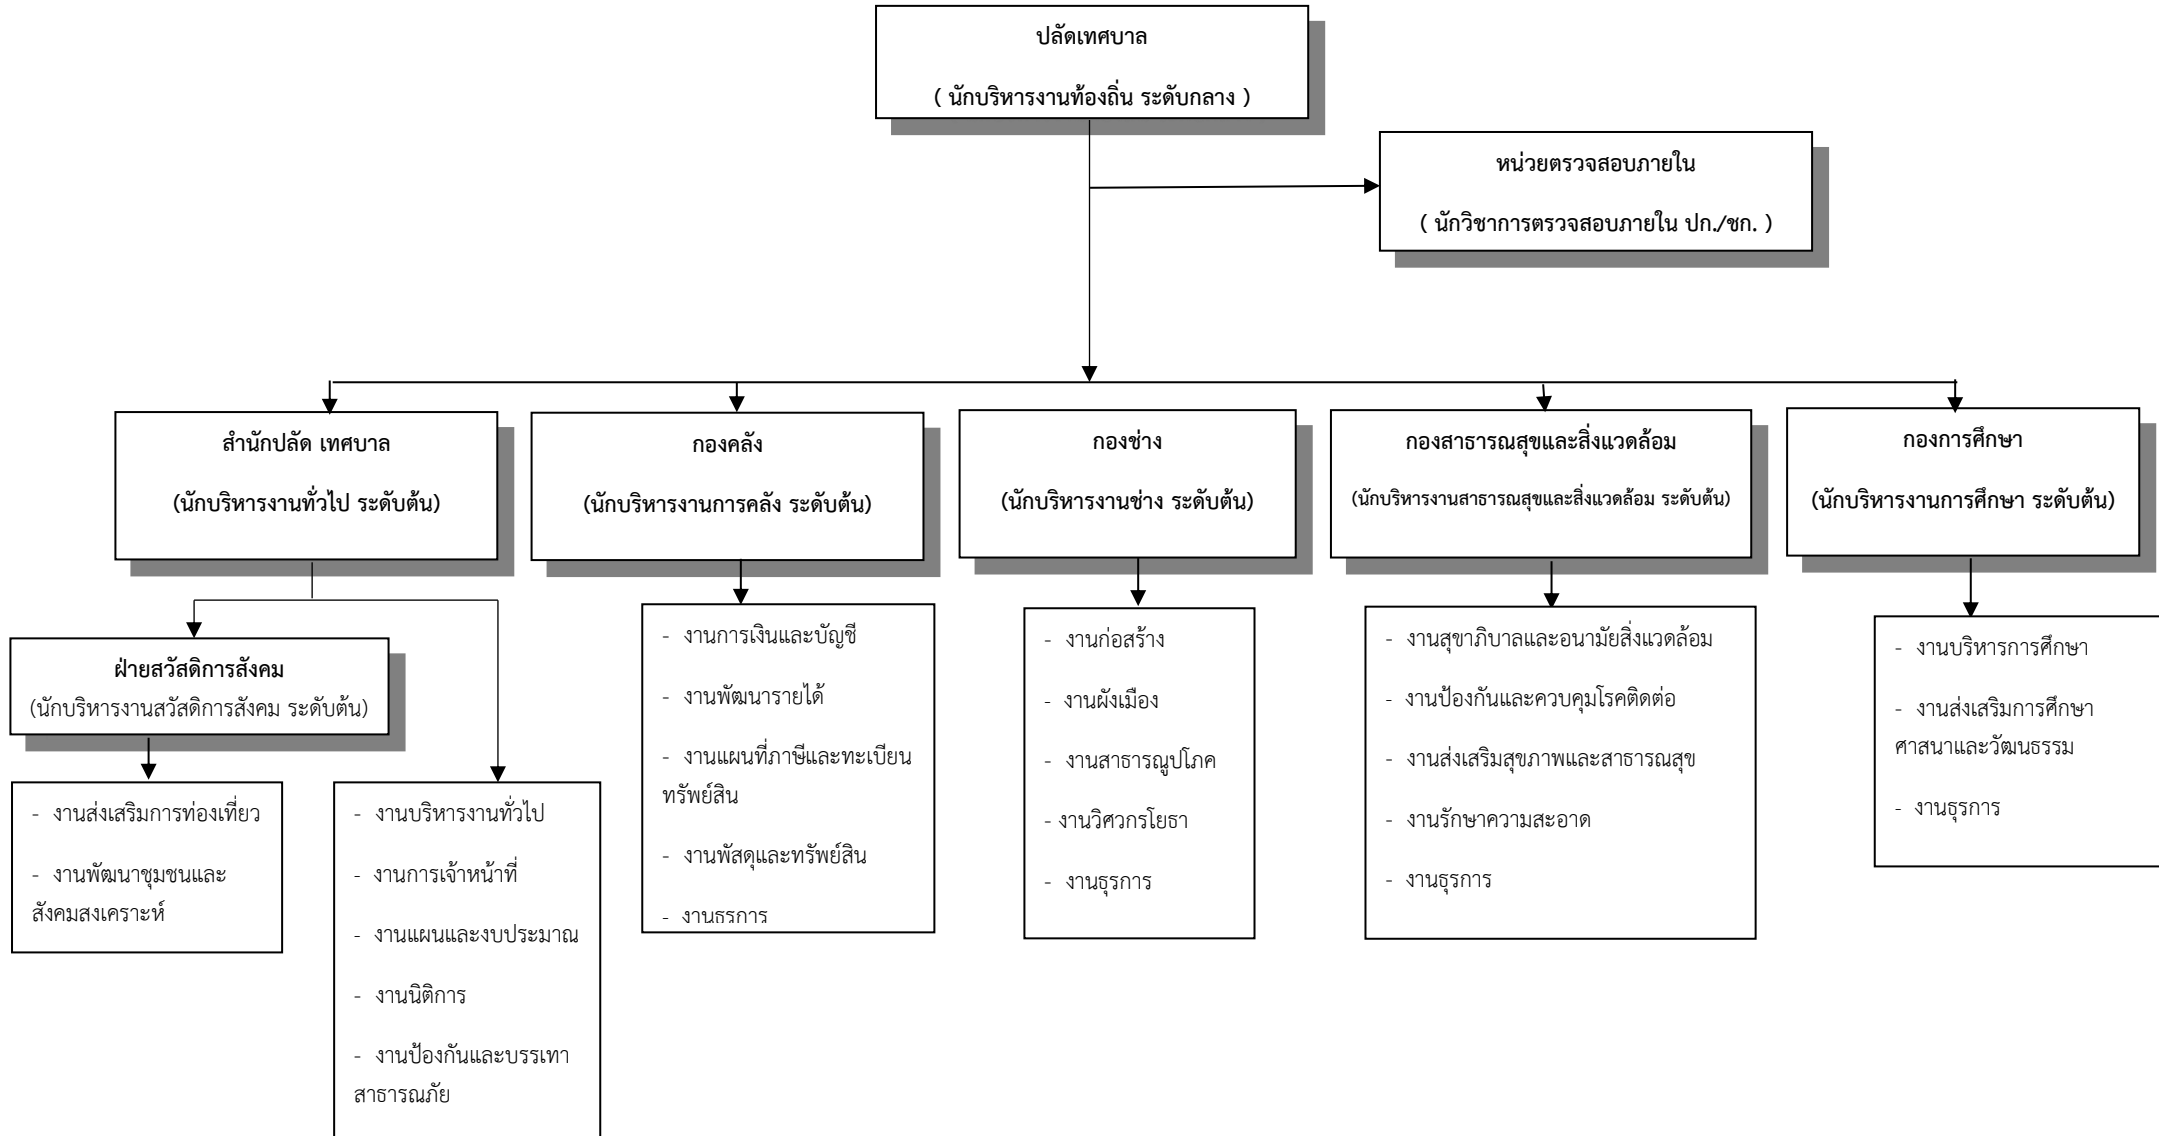 ปลัดเทศบาล
( นักบริหารงานท้องถิ่น ระดับกลาง )
หน่วยตรวจสอบภายใน
( นักวิชาการตรวจสอบภายใน ปก./ชก. )
สำนักปลัด เทศบาล
(นักบริหารงานทั่วไป ระดับต้น)
กองคลัง
(นักบริหารงานการคลัง ระดับต้น)
กองช่าง
(นักบริหารงานช่าง ระดับต้น)
กองสาธารณสุขและสิ่งแวดล้อม
(นักบริหารงานสาธารณสุขและสิ่งแวดล้อม ระดับต้น)
กองการศึกษา
(นักบริหารงานการศึกษา ระดับต้น)
ฝ่ายสวัสดิการสังคม
(นักบริหารงานสวัสดิการสังคม ระดับต้น)
- งานส่งเสริมการท่องเที่ยว
- งานพัฒนาชุมชนและ
สังคมสงเคราะห์
- งานบริหารงานทั่วไป
- งานการเจ้าหน้าที่
- งานแผนและงบประมาณ
- งานนิติการ
- งานป้องกันและบรรเทา
สาธารณภัย
- งานการเงินและบัญชี
- งานพัฒนารายได้
- งานแผนที่ภาษีและทะเบียน
ทรัพย์สิน
- งานพัสดุและทรัพย์สิน
- งานธุรการ
- งานก่อสร้าง
- งานผังเมือง
- งานสาธารณูปโภค
- งานวิศวกรโยธา
- งานธุรการ
- งานสุขาภิบาลและอนามัยสิ่งแวดล้อม
- งานป้องกันและควบคุมโรคติดต่อ
- งานส่งเสริมสุขภาพและสาธารณสุข
- งานรักษาความสะอาด
- งานธุรการ
- งานบริหารการศึกษา
- งานส่งเสริมการศึกษา
ศาสนาและวัฒนธรรม
- งานธุรการ